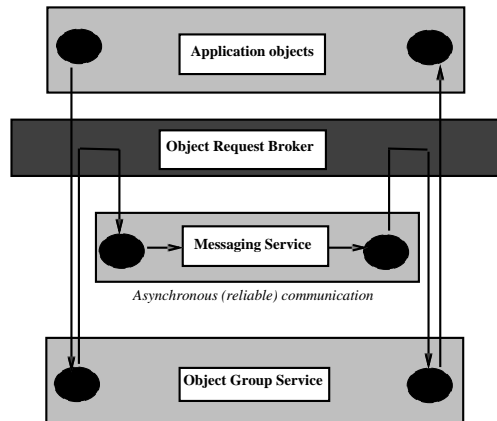 Application objects
Object Request Broker
Messaging Service
Asynchronous (reliable) communication
Object Group Service